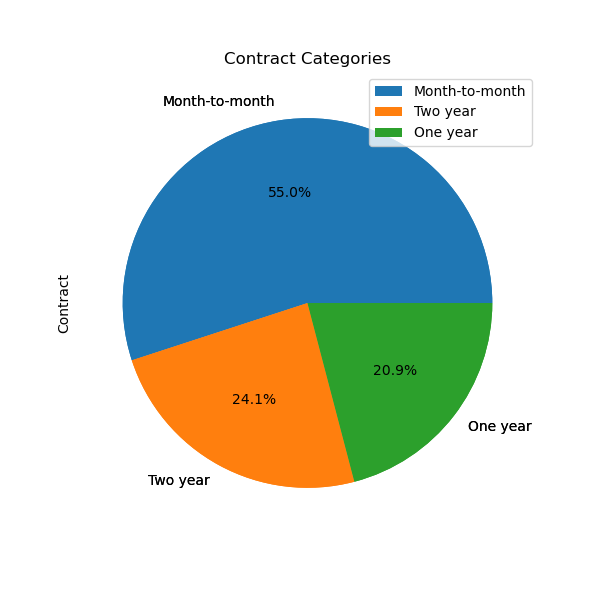 Contract Categories
Month-to-month
Month-to-month
Two year
One year
55.0%
Contract
20.9%
24.1%
One year
Two year